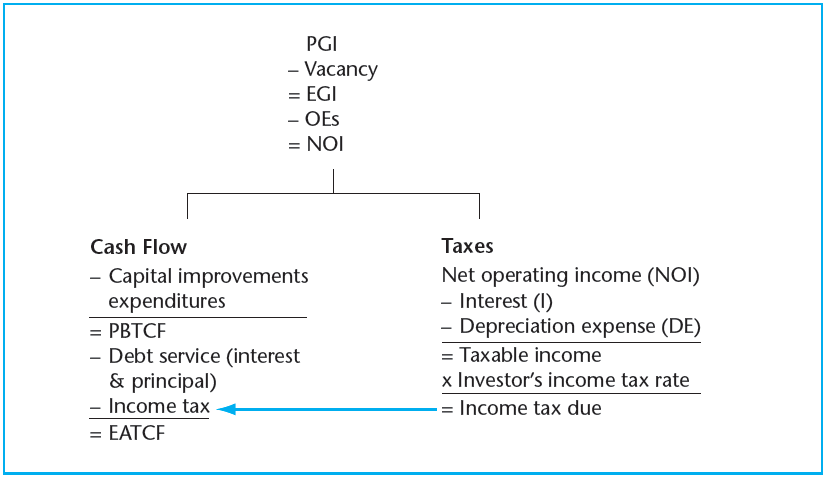 PGI
– Vacancy
= EGI
– OEs
= NOI
Cash Flow
– Capital improvements
expenditures
= PBTCF
– Debt service (interest
& principal)
– Income tax
= EATCF
Taxes
Net operating income (NOI)
– Interest (I)
– Depreciation expense (DE)
= Taxable income
x Investor’s income tax rate
= Income tax due